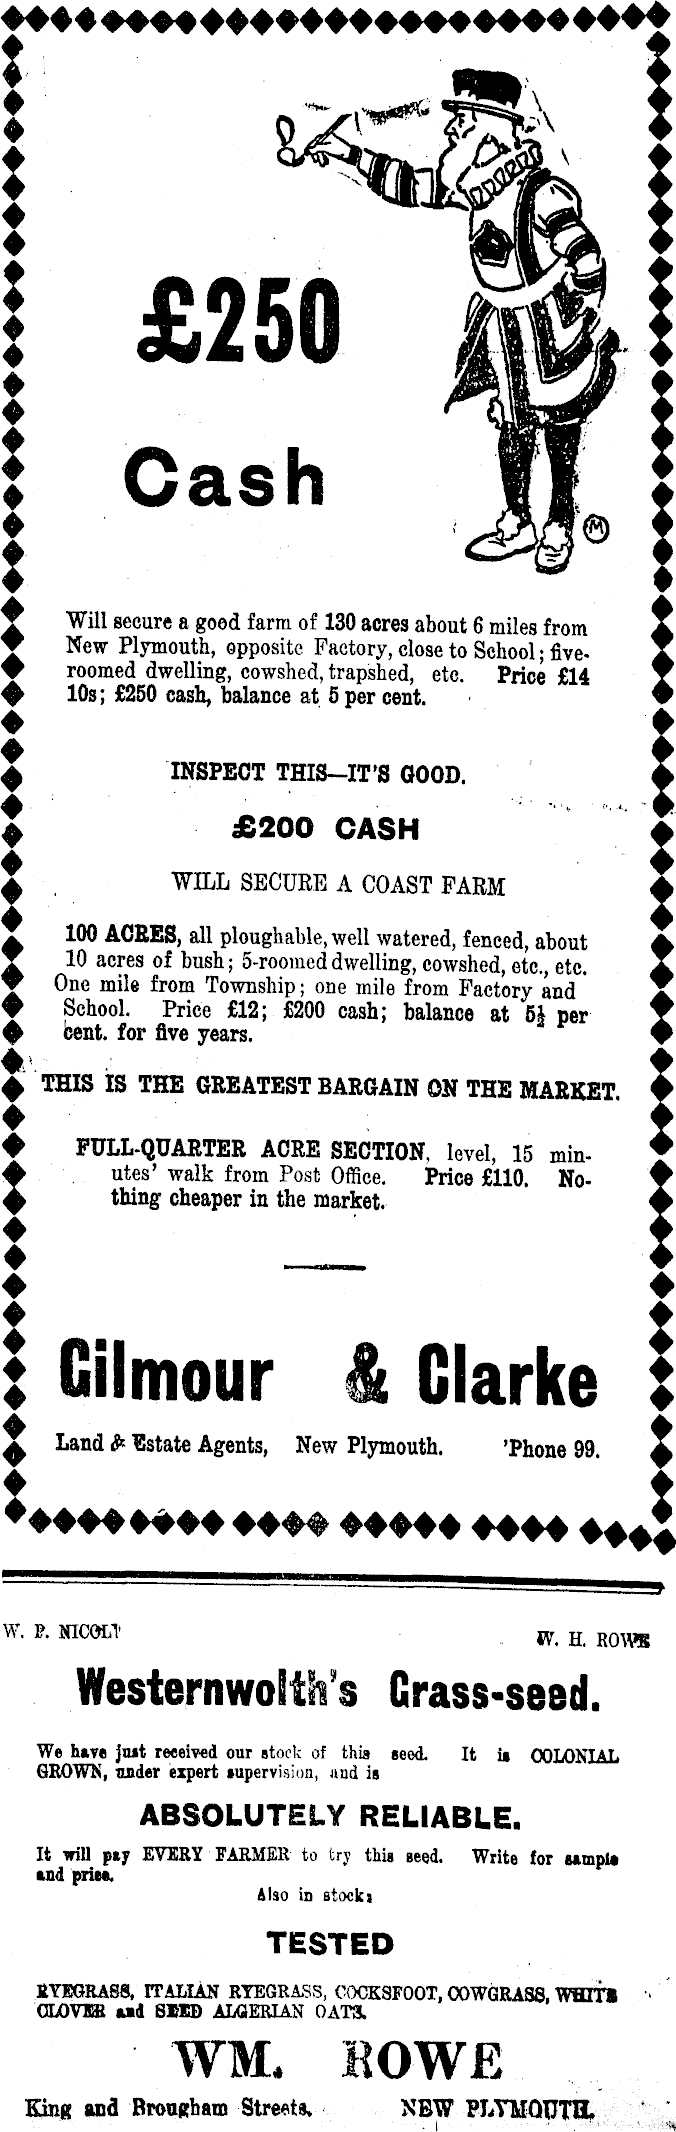 £250
Cash
M
Will secure a good farm of 130 acres about 6 miles from
New Plymouth, opposite Factory, close to School; five-
roomed dwelling, cowshed, trapshed, etc. Price £14
10s; £250 cash, balance at 5 per cent.
INSPECT THIS—IT'S GOOD.
£200 CASH
WILL SECURE A COAST FARM
100 ACRES, all ploughable, well watered, fenced, about
10 acres of bush; 5-roomed dwelling, cowshed, etc., etc.
One mile from Township; one mile from Factory and
School. Price £12; £200 cash; balance at 5½ per
cent. for five years.
THIS IS THE GREATEST BARGAIN ON THE MARKET.
FULL-QUARTER ACRE SECTION, level, 15 min-
utes' walk from Post Office. Price £110. No-
thing cheaper in the market.
Gilmour & Clarke
Land & Estate Agents, New Plymouth. 'Phone 99.
W. P. NICOLL W. H. ROWE
Westernwolth's Grass-seed.
We have just received our stock of this seed. It is COLONIAL
GROWN, under expert supervision, and is
ABSOLUTELY RELIABLE.
It will pay EVERY FARMER to try this seed. Write for sample
and price.
Also in stock:
TESTED
RYEGRASS, ITALIAN RYEGRASS, COCKSFOOT, COWGRASS, WHITE
CLOVER and SEED ALGERIAN OATS.
WM. ROWE
King and Brougham Streets, NEW PLYMOUTH.